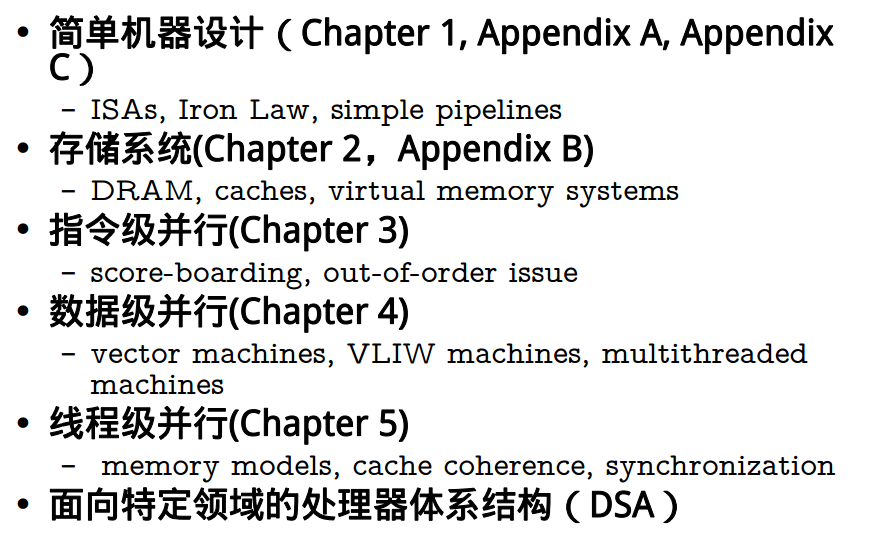 • 简单机器设计（Chapter 1, Appendix A, Appendix
C）
– ISAs, Iron Law, simple pipelines
• 存储系统(Chapter 2，Appendix B)
– DRAM, caches, virtual memory systems
• 指令级并行(Chapter 3)
– score-boarding, out-of-order issue
• 数据级并行(Chapter 4)
– vector machines, VLIW machines, multithreaded
machines
• 线程级并行(Chapter 5)
– memory models, cache coherence, synchronization
• 面向特定领域的处理器体系结构（DSA）